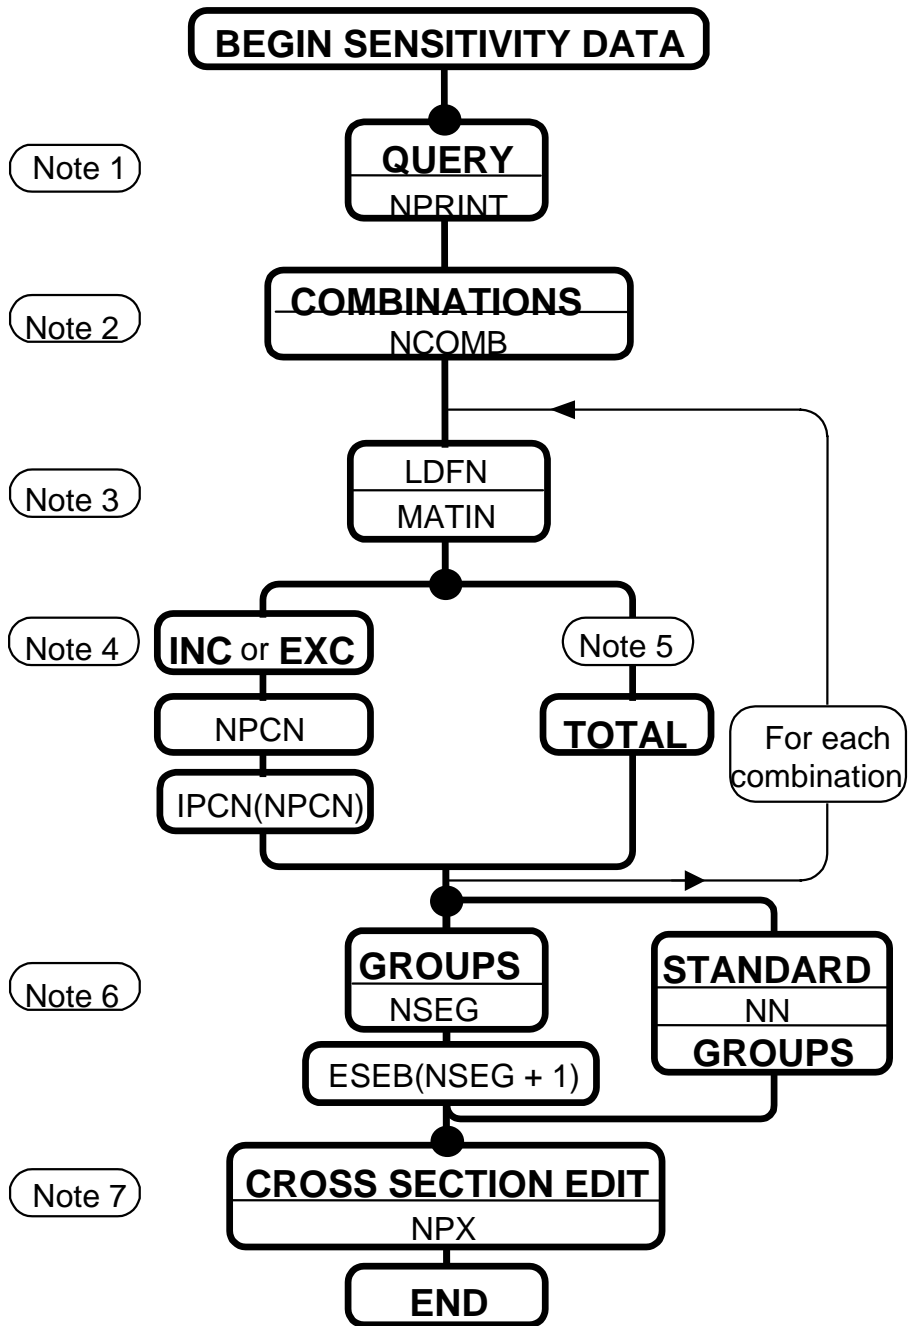 BEGIN SENSITIVITY DATA
Note 1
QUERY
NPRINT
Note 2
COMBINATIONS
NCOMB
Note 3
LDFN
MATIN
Note 4
INC or EXC
Note 5
NPCN
TOTAL
For each
combination
IPCN(NPCN)
Note 6
GROUPS
NSEG
STANDARD
NN
GROUPS
ESEB(NSEG + 1)
Note 7
CROSS SECTION EDIT
NPX
END